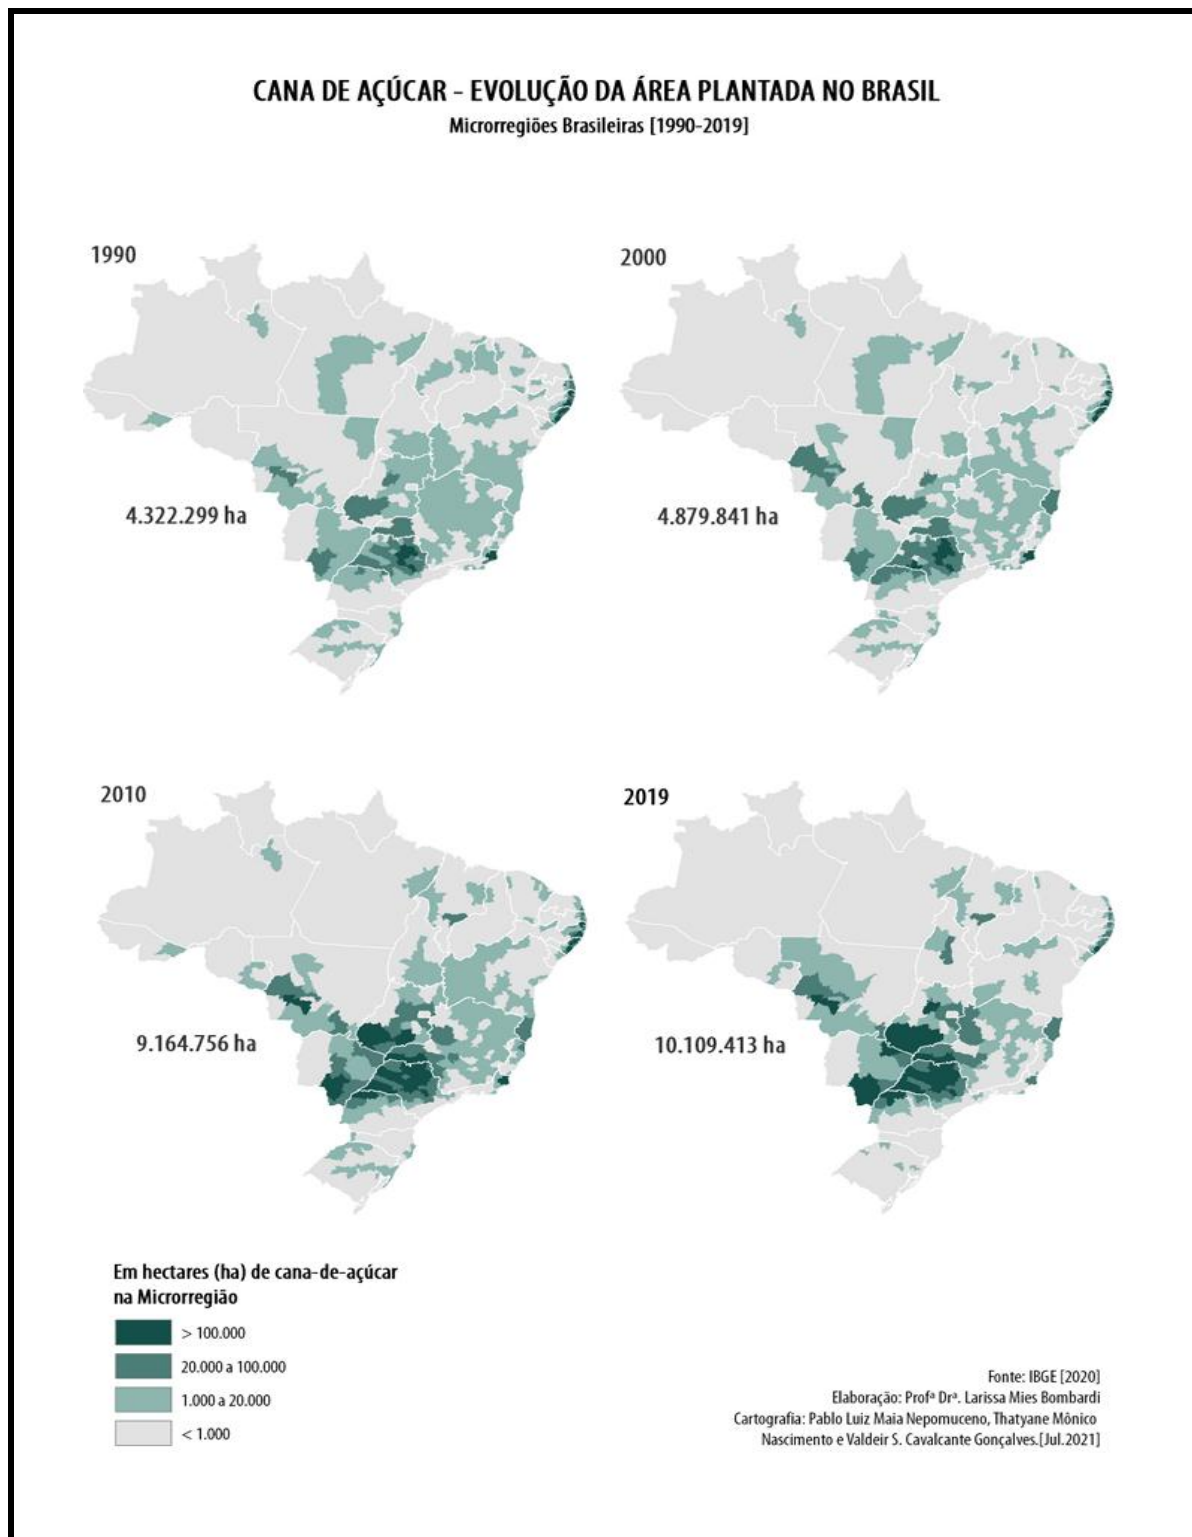 CANA DE AÇÚCAR - EVOLUÇÃO DA ÁREA PLANTADA NO BRASIL
Microrregiões Brasileiras [1990-2019]
1990
2000
4.322.299 ha
4.879.841 ha
2010
2019
9.164.756 ha
10.109.413 ha
Em hectares (ha) de cana-de-açúcar
na Microrregião
> 100.000
20.000 a 100.000
1.000 a 20.000
< 1.000
Fonte: IBGE [2020]
Elaboração: Profª Drª. Larissa Mies Bombardi
Cartografia: Pablo Luiz Maia Nepomuceno, Thatyane Mônico
Nascimento e Valdeir S. Cavalcante Gonçalves.[Jul.2021]